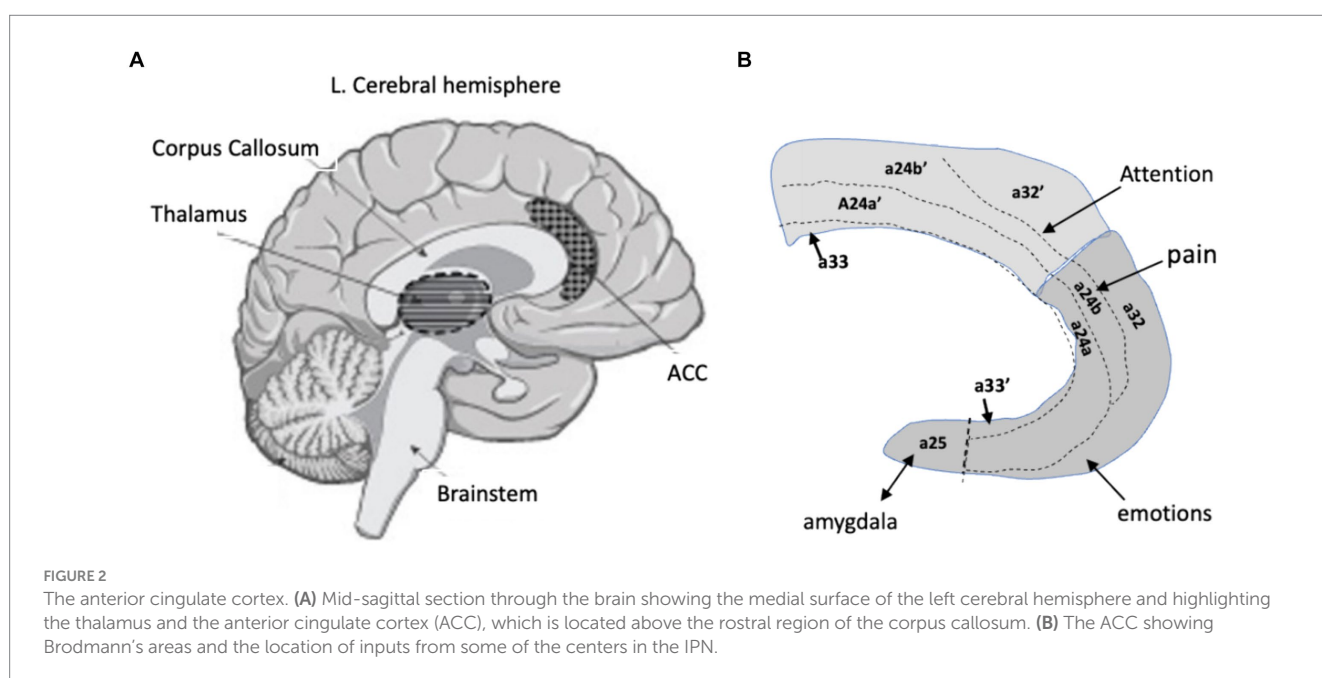 A
L. Cerebral hemisphere
Corpus Callosum
Thalamus
ACC
Brainstem
B
a24b’
a32’
Attention
A24a’
a33
pain
a24b
a32
a24a
a33’
a25
amygdala
emotions
FIGURE 2
The anterior cingulate cortex. (A) Mid-sagittal section through the brain showing the medial surface of the left cerebral hemisphere and highlighting
the thalamus and the anterior cingulate cortex (ACC), which is located above the rostral region of the corpus callosum. (B) The ACC showing
Brodmann’s areas and the location of inputs from some of the centers in the IPN.